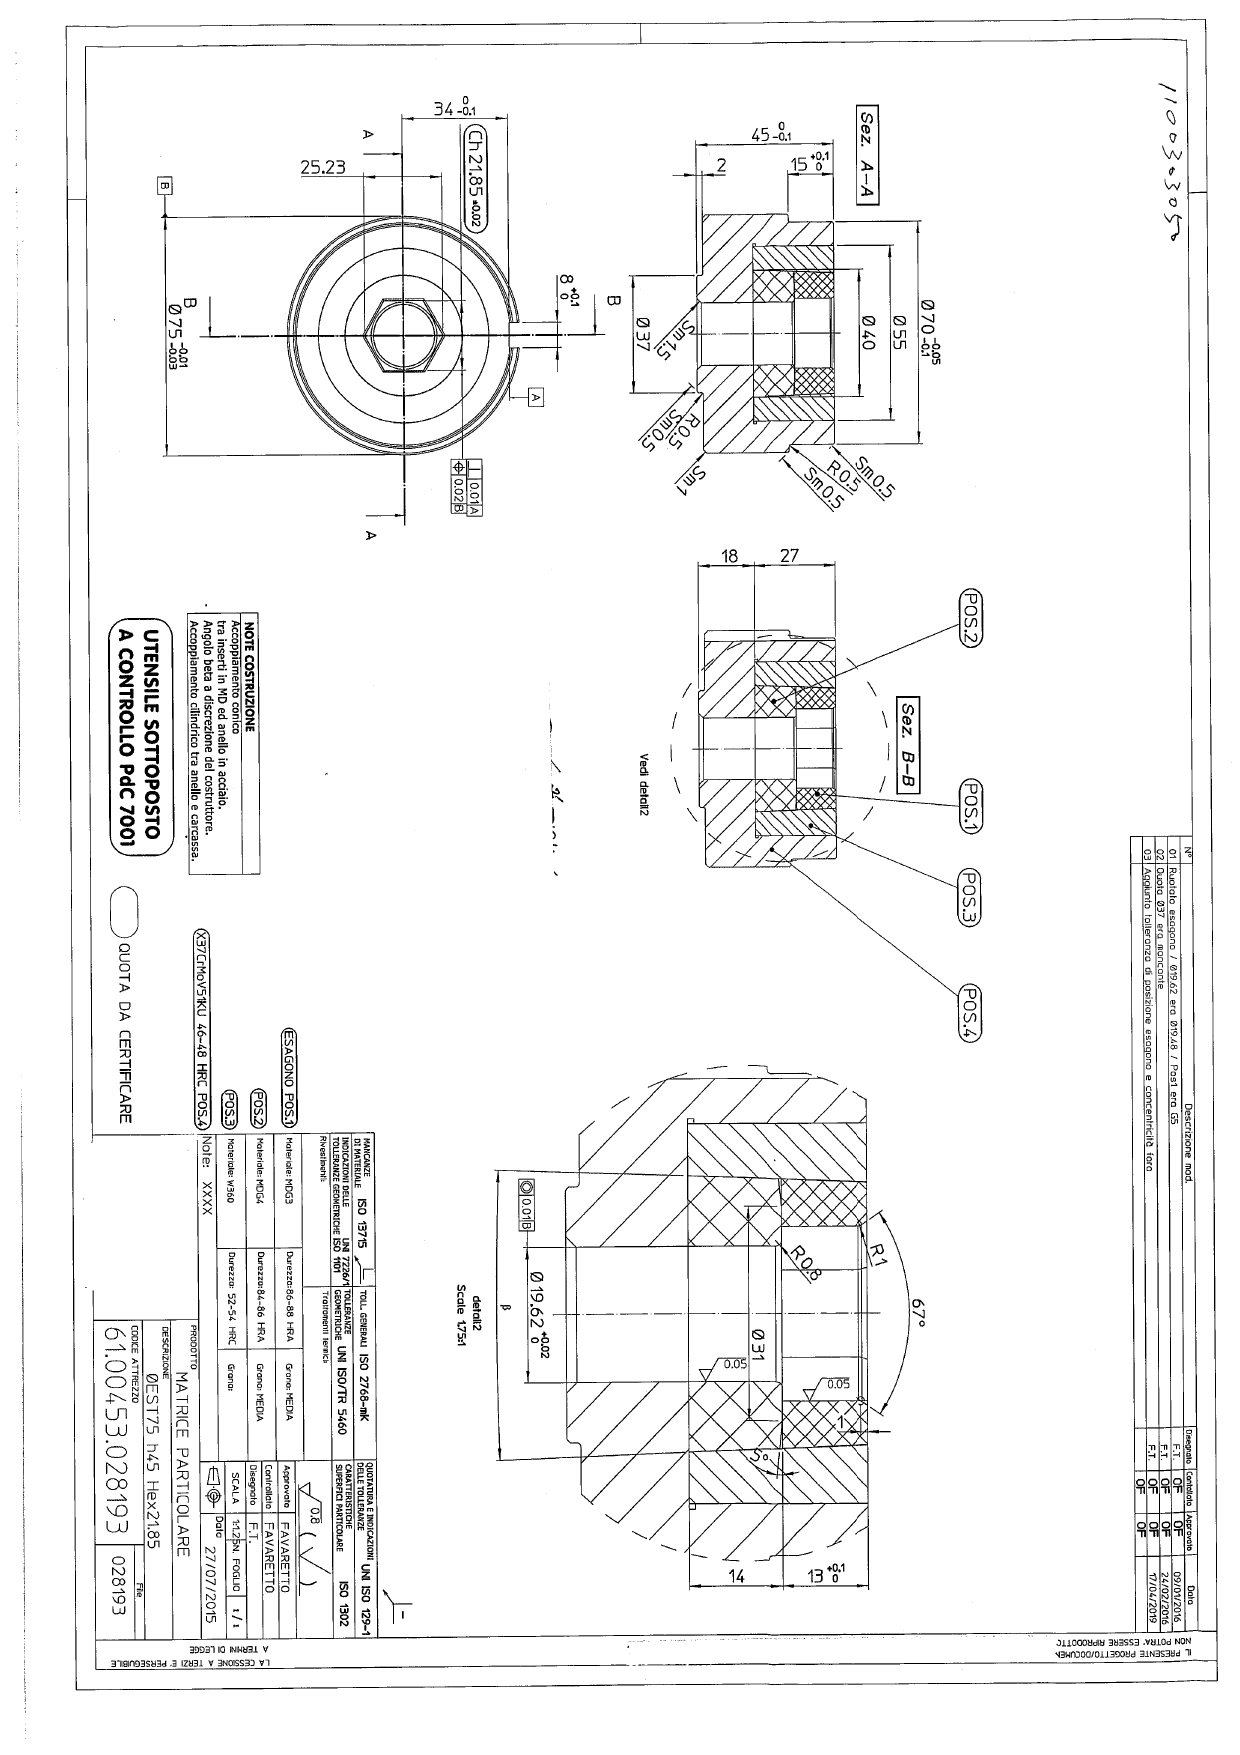 1100303050
Sez. A-A
45 0 -0.1
15 +0.1 0
2
Ø37
Ø40
Ø55
Ø70 -0.05 -0.1
Sm1.5
R0.5
Sm0.5
Sm1
Sm0.5
R0.5
Sm0.5
34 0 -0.1
Ch21.85 ±0.02
25.23
A
A
B
B
8 +0.1 0
A
B
Ø75 -0.01 -0.03
0.01 A
0.02 B
18
27
POS.2
Sez. B-B
POS.1
POS.3
POS.4
Vedi detail2
67°
R1
R0.8
Ø31
0.05
0.05
1
5°
Ø19.62 +0.02 0
0.01 B
β
14
13 +0.1 0
detail2
Scale 1.75:1
N° Descrizione mod. Disegnato Controllato Approvato Data
01 Ruotato esagono / Ø19.62 era Ø19.48 / Pos1 era G5 F.T. OF OF 09/01/2016
02 Quota Ø37 era mancante F.T. OF OF 24/02/2016
03 Aggiunta tolleranza di posizione esagono e concentricità foro F.T. OF OF 17/04/2019
OF OF
NOTE COSTRUZIONE
Accoppiamento conico
tra inserti in MD ed anello in acciaio.
Angolo beta a discrezione del costruttore.
Accoppiamento cilindrico tra anello e carcassa.
UTENSILE SOTTOPOSTO
A CONTROLLO PdC 7001
QUOTA DA CERTIFICARE
ESAGONO POS.1
POS.2
POS.3
X37CrMoV51KU 46-48 HRC POS.4
MANCANZE DI MATERIALE ISO 13715
TOLL. GENERALI ISO 2768-mK
QUOTATURA E INDICAZIONI DELLE TOLLERANZE UNI ISO 129-1
INDICAZIONI DELLE TOLLERANZE GEOMETRICHE UNI 7226/1 ISO 1101
TOLLERANZE GEOMETRICHE UNI ISO/TR 5460
CARATTERISTICHE SUPERFICI PARTICOLARE ISO 1302
Rivestimenti:
Trattamenti termici:
0.8
Materiale: MDG3 Durezza: 86-88 HRA Grana: MEDIA
Materiale: MDG4 Durezza: 84-86 HRA Grana: MEDIA
Materiale: W360 Durezza: 52-54 HRC Grana:
Note: XXXX
Approvato FAVARETTO
Controllato FAVARETTO
Disegnato F.T.
SCALA 1:1.25 N. FOGLIO 1/1
Data 27/07/2015
PRODOTTO
MATRICE PARTICOLARE
DESCRIZIONE
ØEST75 h45 Hex21.85
CODICE ATTREZZO
61.00453.028193
File
028193
IL PRESENTE PROGETTO/DOCUMEN
NON POTRA' ESSERE RIPRODOTTO
LA CESSIONE A TERZI E' PERSEGUIBILE
A TERMINI DI LEGGE